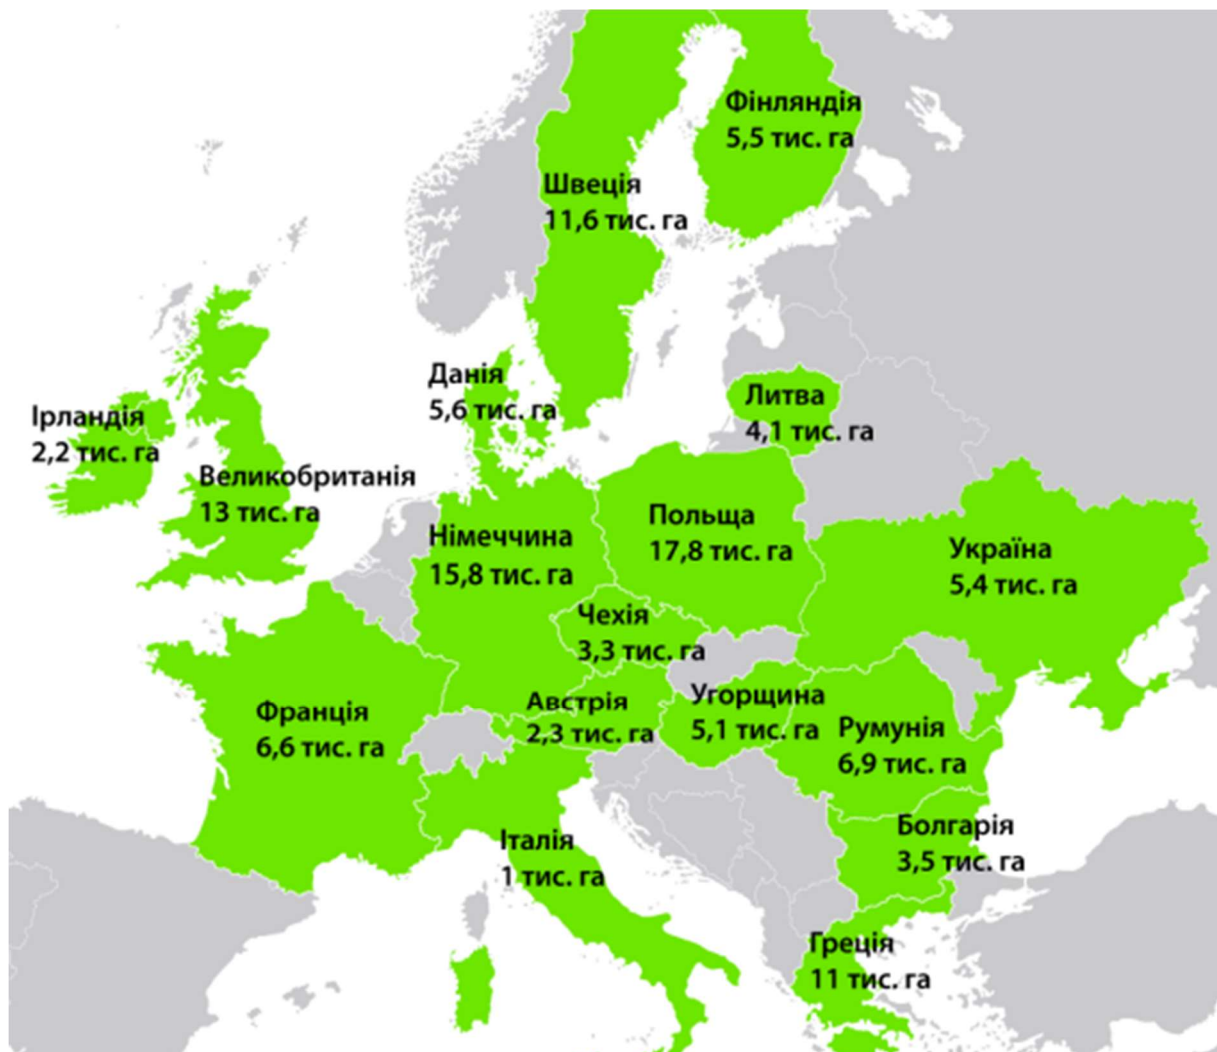 Фінляндія
5,5 тис. га
Швеція
11,6 тис. га
Данія
5,6 тис. га
Литва
4,1 тис. га
Ірландія
2,2 тис. га
Великобританія
13 тис. га
Німеччина
15,8 тис. га
Польща
17,8 тис. га
Україна
5,4 тис. га
Чехія
3,3 тис. га
Австрія
2,3 тис. га
Угорщина
5,1 тис. га
Франція
6,6 тис. га
Румунія
6,9 тис. га
Болгарія
3,5 тис. га
Італія
1 тис. га
Греція
11 тис. га